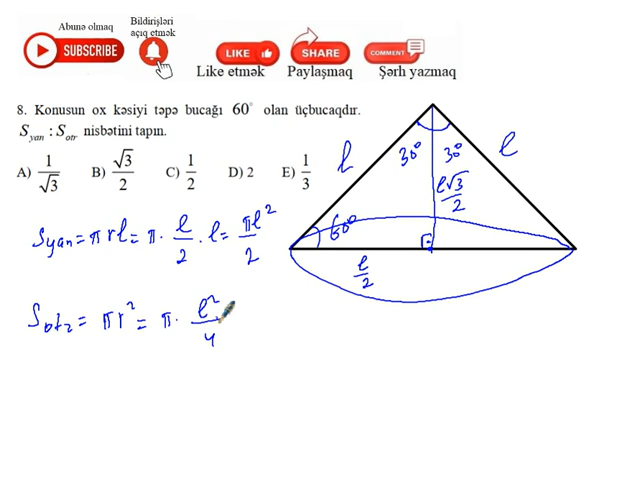 Abunə olmaq
Bildirişləri
açıq etmək
SUBSCRIBE
LIKE
SHARE
COMMENT
Like etmək Paylaşmaq Şərh yazmaq
8. Konusun ox kəsiyi təpə bucağı 60° olan üçbucaqdır.
S_yan : S_otr nisbətini tapın.
A) 1/√3 B) √3/2 C) 1/2 D) 2 E) 1/3
30° 30°
l l
l√3/2
60°
l/2
S_yan = πrl = π · l/2 · l = πl²/2
S_otr = πr² = π · l²/4